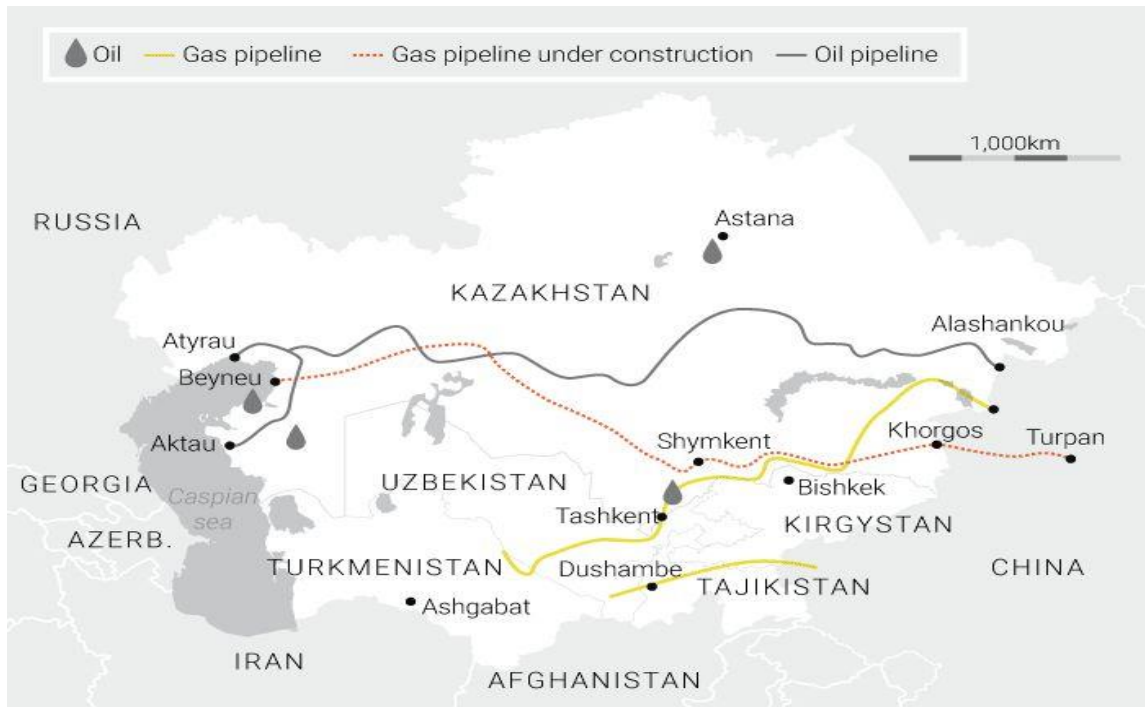 Oil Gas pipeline Gas pipeline under construction Oil pipeline
1,000km
RUSSIA
Astana
KAZAKHSTAN
Alashankou
Atyrau
Beyneu
Aktau
Shymkent
Khorgos
Turpan
GEORGIA
Caspian
sea
UZBEKISTAN
Bishkek
Tashkent
KIRGYSTAN
AZERB.
TURKMENISTAN
Dushambe
TAJIKISTAN
CHINA
Ashgabat
IRAN
AFGHANISTAN